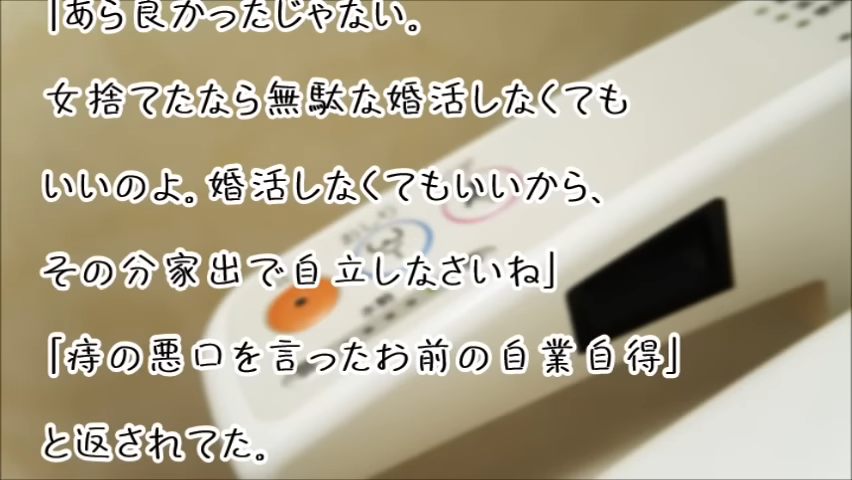 「あら良かったじゃない。
女捨てたなら無駄な婚活しなくても
いいのよ。婚活しなくてもいいから、
その分家出で自立しなさいね」
「痔の悪口を言ったお前の自業自得」
と返されてた。